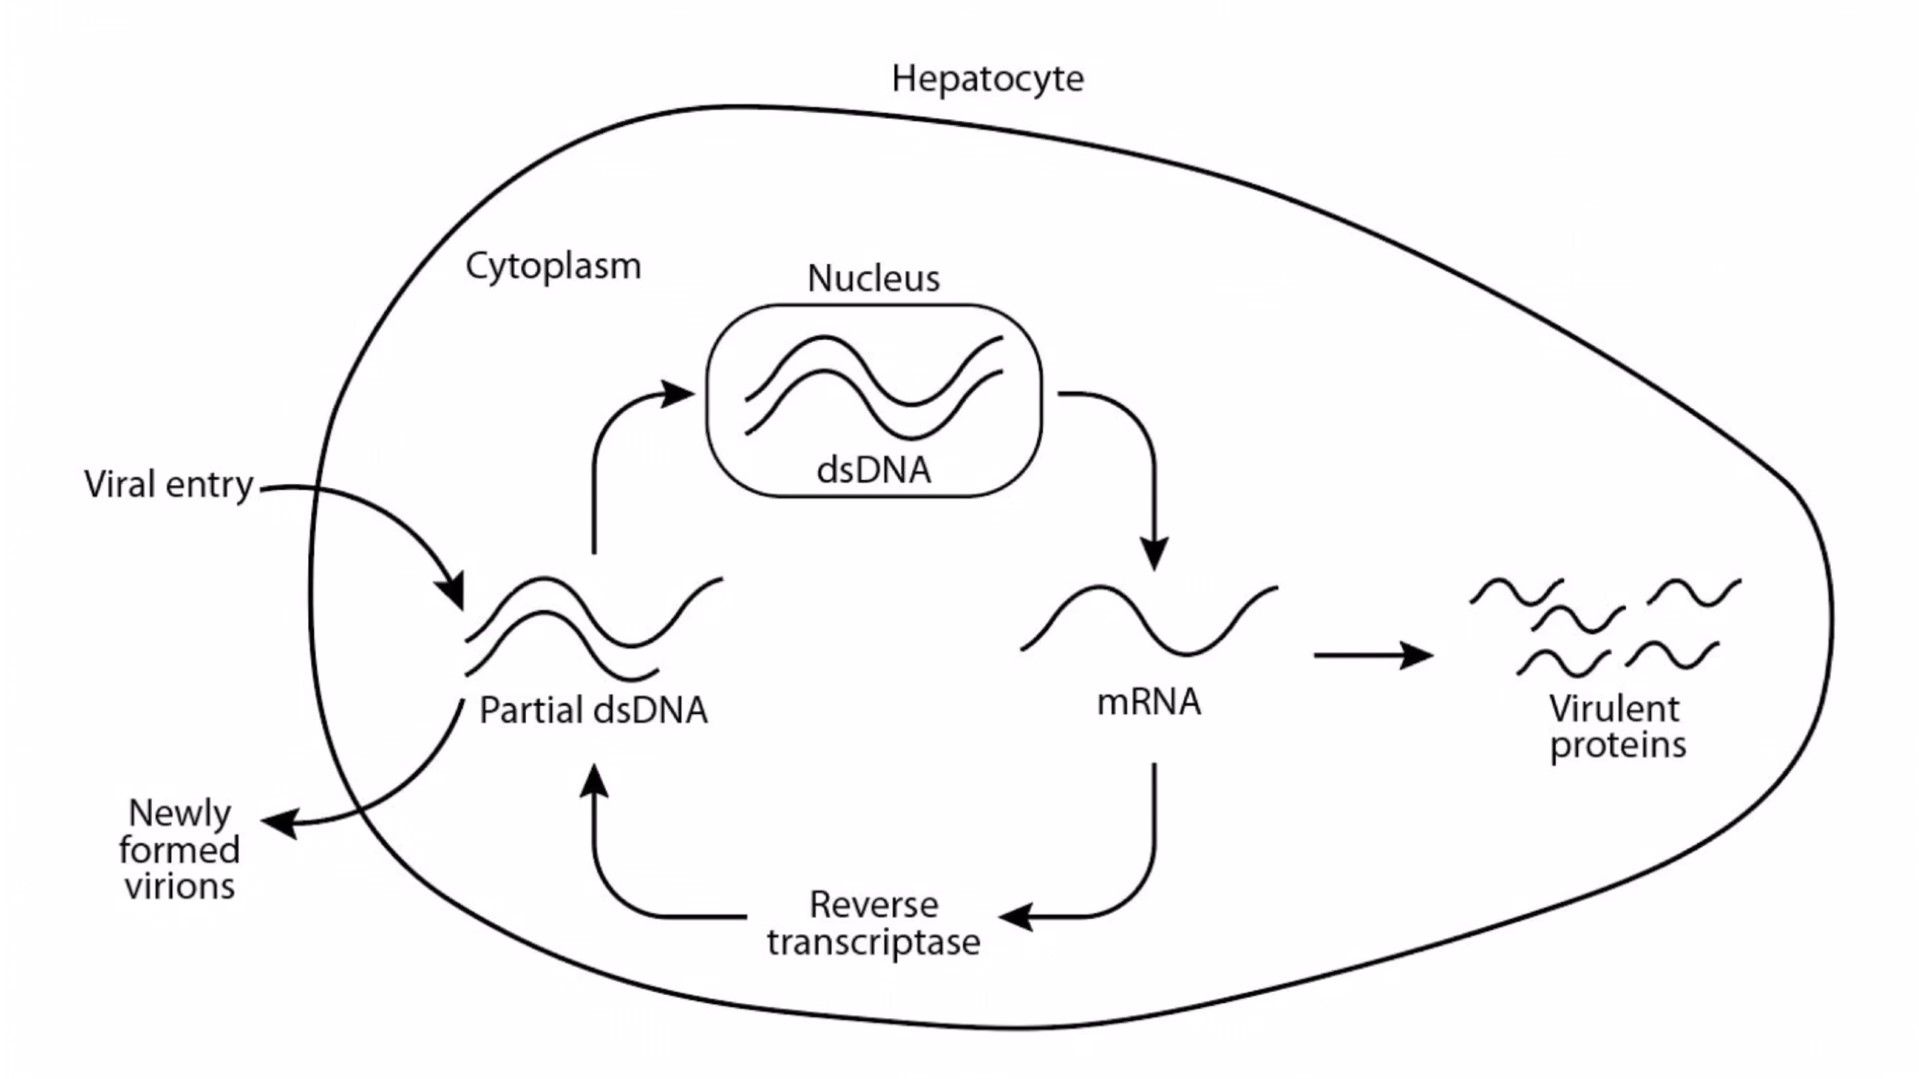 Hepatocyte
Cytoplasm
Nucleus
dsDNA
Viral entry
Partial dsDNA
mRNA
Virulent
proteins
Newly
formed
virions
Reverse
transcriptase